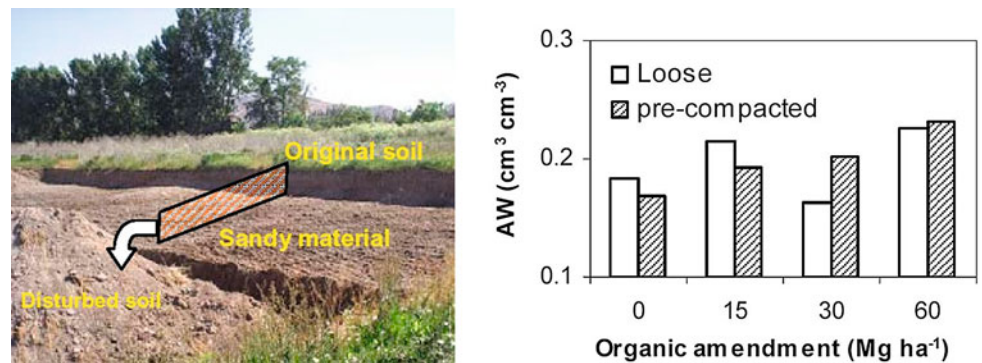 Original soil
Sandy material
Disturbed soil
0.3
0.2
0.1
AW (cm³ cm⁻³)
Loose
pre-compacted
0 15 30 60
Organic amendment (Mg ha⁻¹)